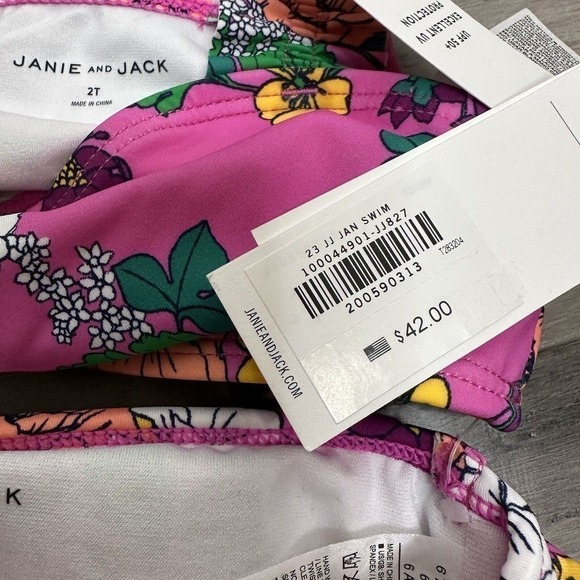 JANIE AND JACK
2T
MADE IN CHINA
UPF 50+
EXCELLENT UV
PROTECTION
23 JJ JAN SWIM
100044901-JJ827
200590313
T283204
$42.00
JANIEANDJACK.COM
K